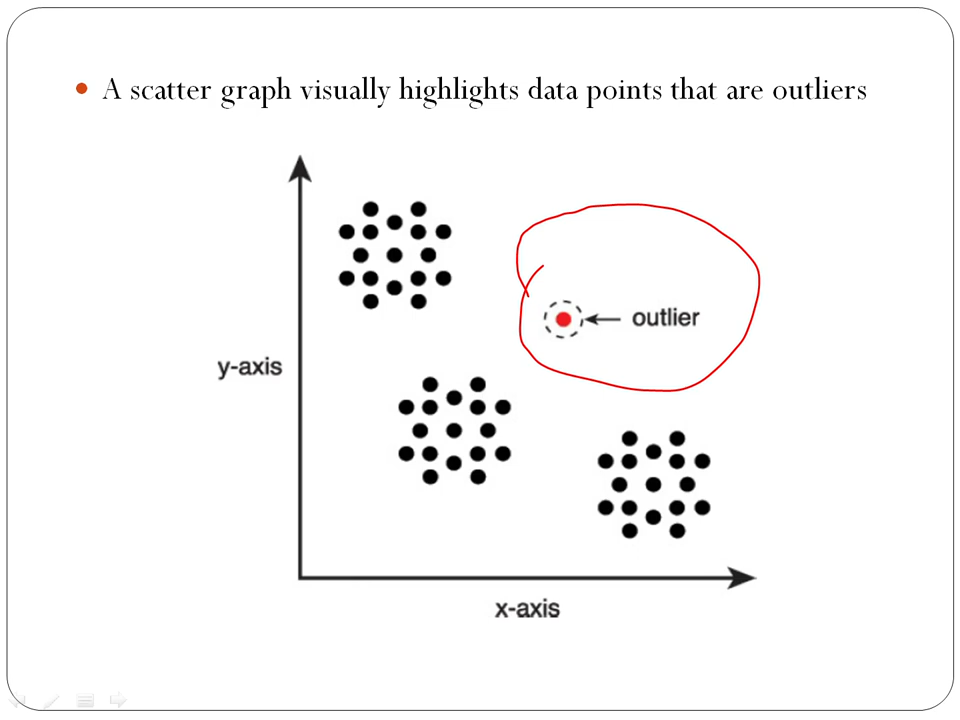 A scatter graph visually highlights data points that are outliers
outlier
y-axis
x-axis